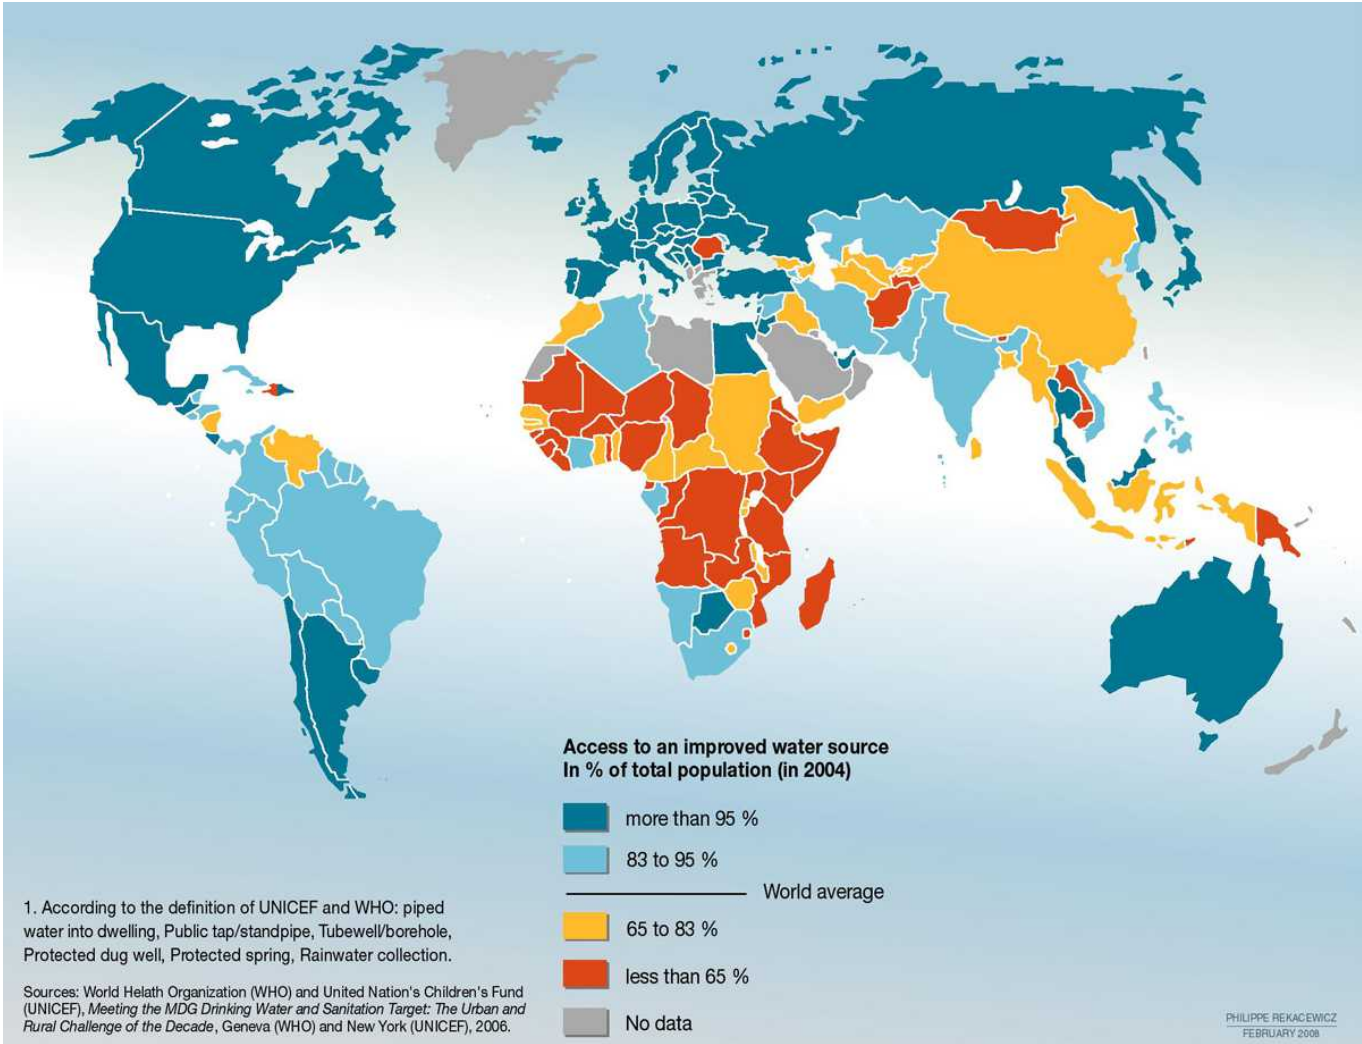 Access to an improved water source
In % of total population (in 2004)
more than 95 %
83 to 95 %
World average
65 to 83 %
less than 65 %
No data
1. According to the definition of UNICEF and WHO: piped
water into dwelling, Public tap/standpipe, Tubewell/borehole,
Protected dug well, Protected spring, Rainwater collection.
Sources: World Helath Organization (WHO) and United Nation's Children's Fund
(UNICEF), Meeting the MDG Drinking Water and Sanitation Target: The Urban and
Rural Challenge of the Decade, Geneva (WHO) and New York (UNICEF), 2006.
PHILIPPE REKACEWICZ
FEBRUARY 2008